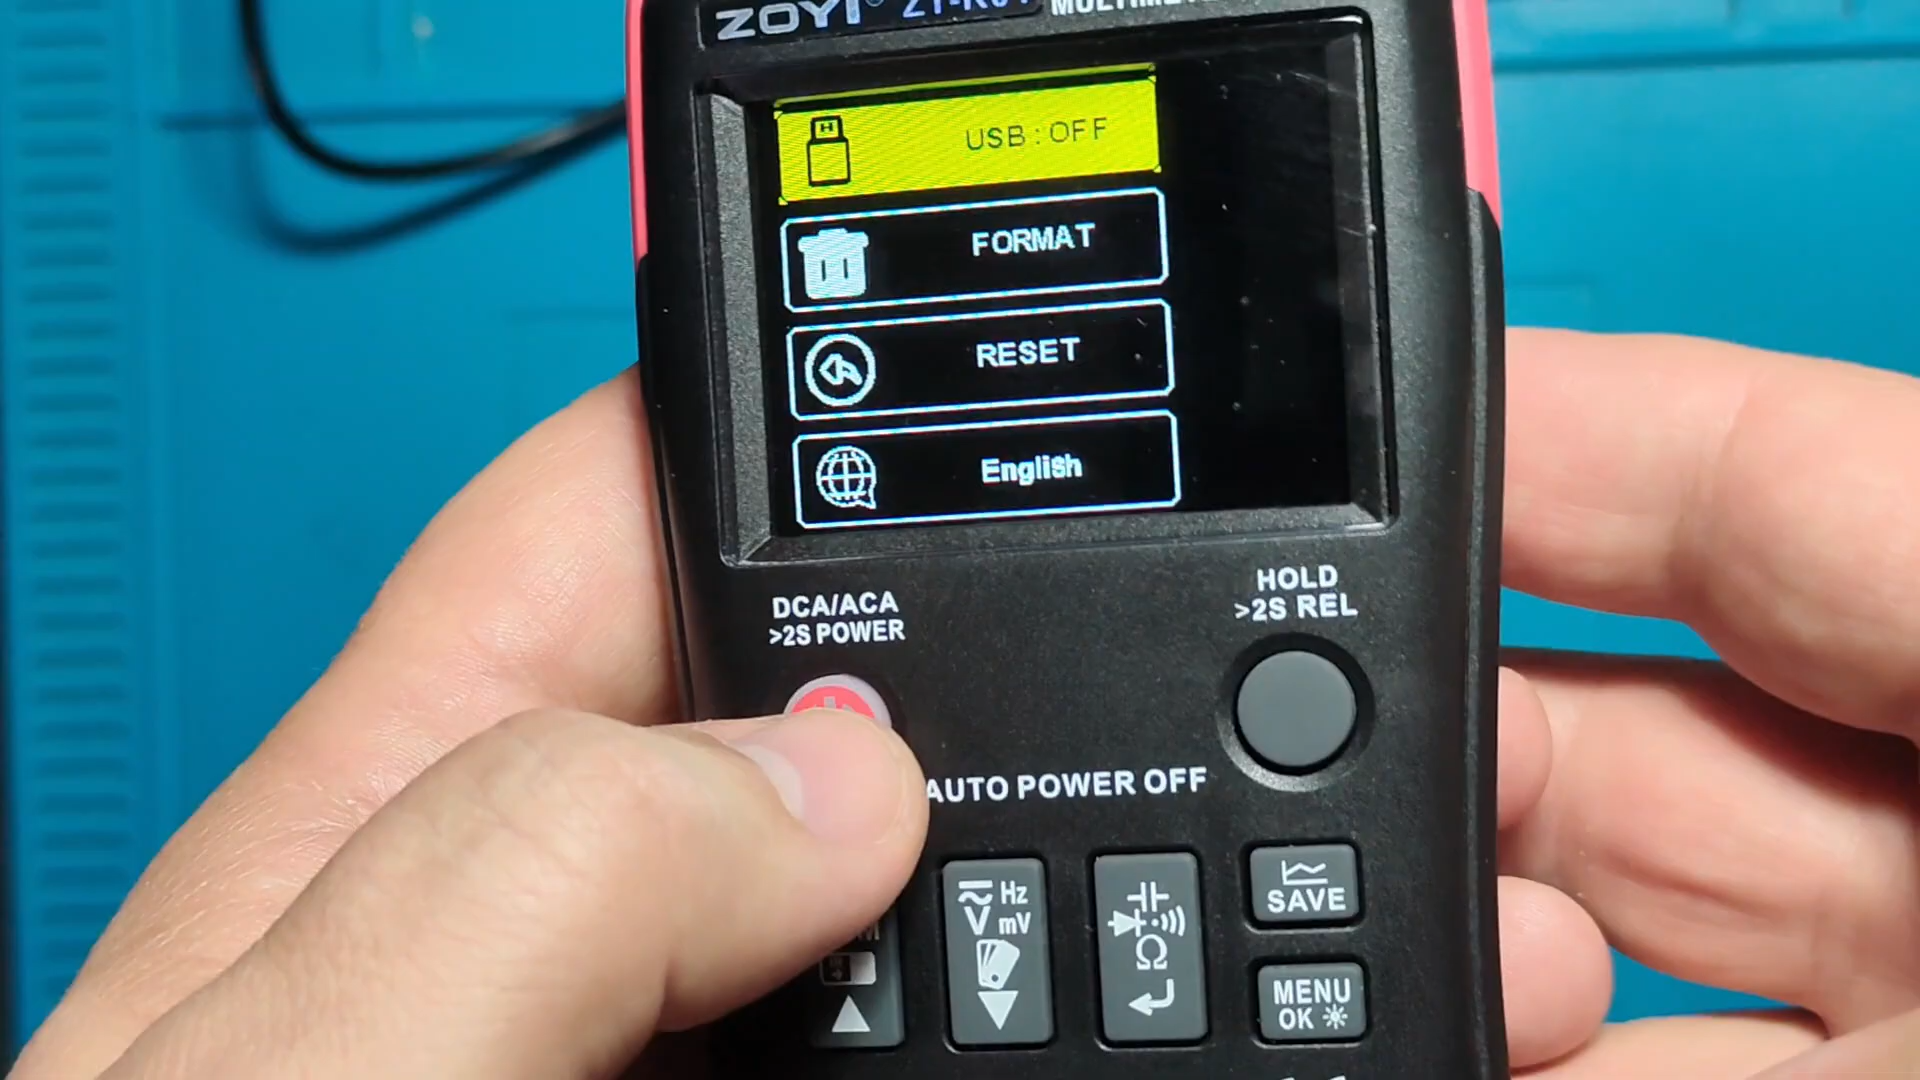 ZOYI
USB : OFF
FORMAT
RESET
English
DCA/ACA
>2S POWER
HOLD
>2S REL
AUTO POWER OFF
Hz
V mV
Ω
SAVE
MENU
OK